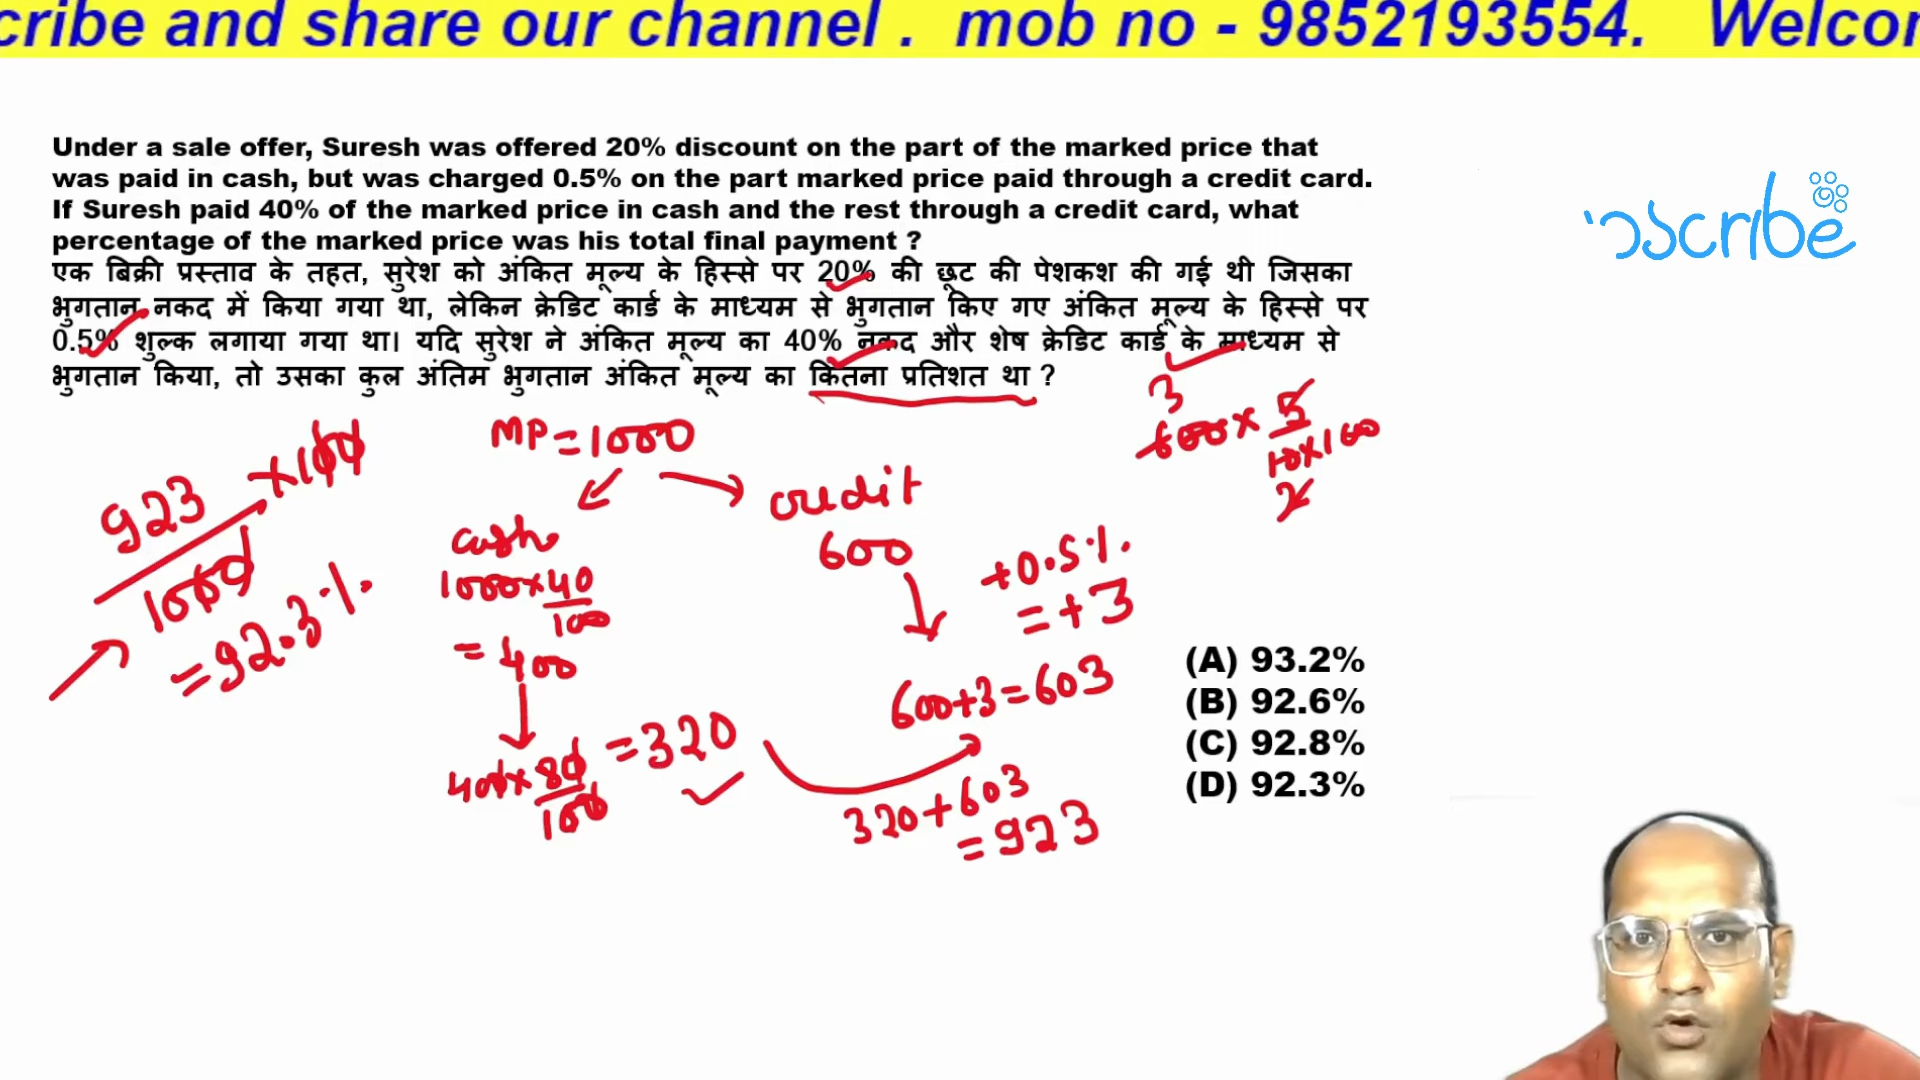 cribe and share our channel . mob no - 9852193554. Welcom
Under a sale offer, Suresh was offered 20% discount on the part of the marked price that
was paid in cash, but was charged 0.5% on the part marked price paid through a credit card.
If Suresh paid 40% of the marked price in cash and the rest through a credit card, what
percentage of the marked price was his total final payment ?
एक बिक्री प्रस्ताव के तहत, सुरेश को अंकित मूल्य के हिस्से पर 20% की छूट की पेशकश की गई थी जिसका
भुगतान नकद में किया गया था, लेकिन क्रेडिट कार्ड के माध्यम से भुगतान किए गए अंकित मूल्य के हिस्से पर
0.5% शुल्क लगाया गया था। यदि सुरेश ने अंकित मूल्य का 40% नकद और शेष क्रेडिट कार्ड के माध्यम से
भुगतान किया, तो उसका कुल अंतिम भुगतान अंकित मूल्य का कितना प्रतिशत था ?
3
600 × 5/10×100
2
MP = 1000
923/1000 × 100
= 92.3%
cash
1000 × 40/100
= 400
400 × 80/100 = 320
credit
600
+0.5%
= +3
600+3 = 603
320+603
= 923
(A) 93.2%
(B) 92.6%
(C) 92.8%
(D) 92.3%